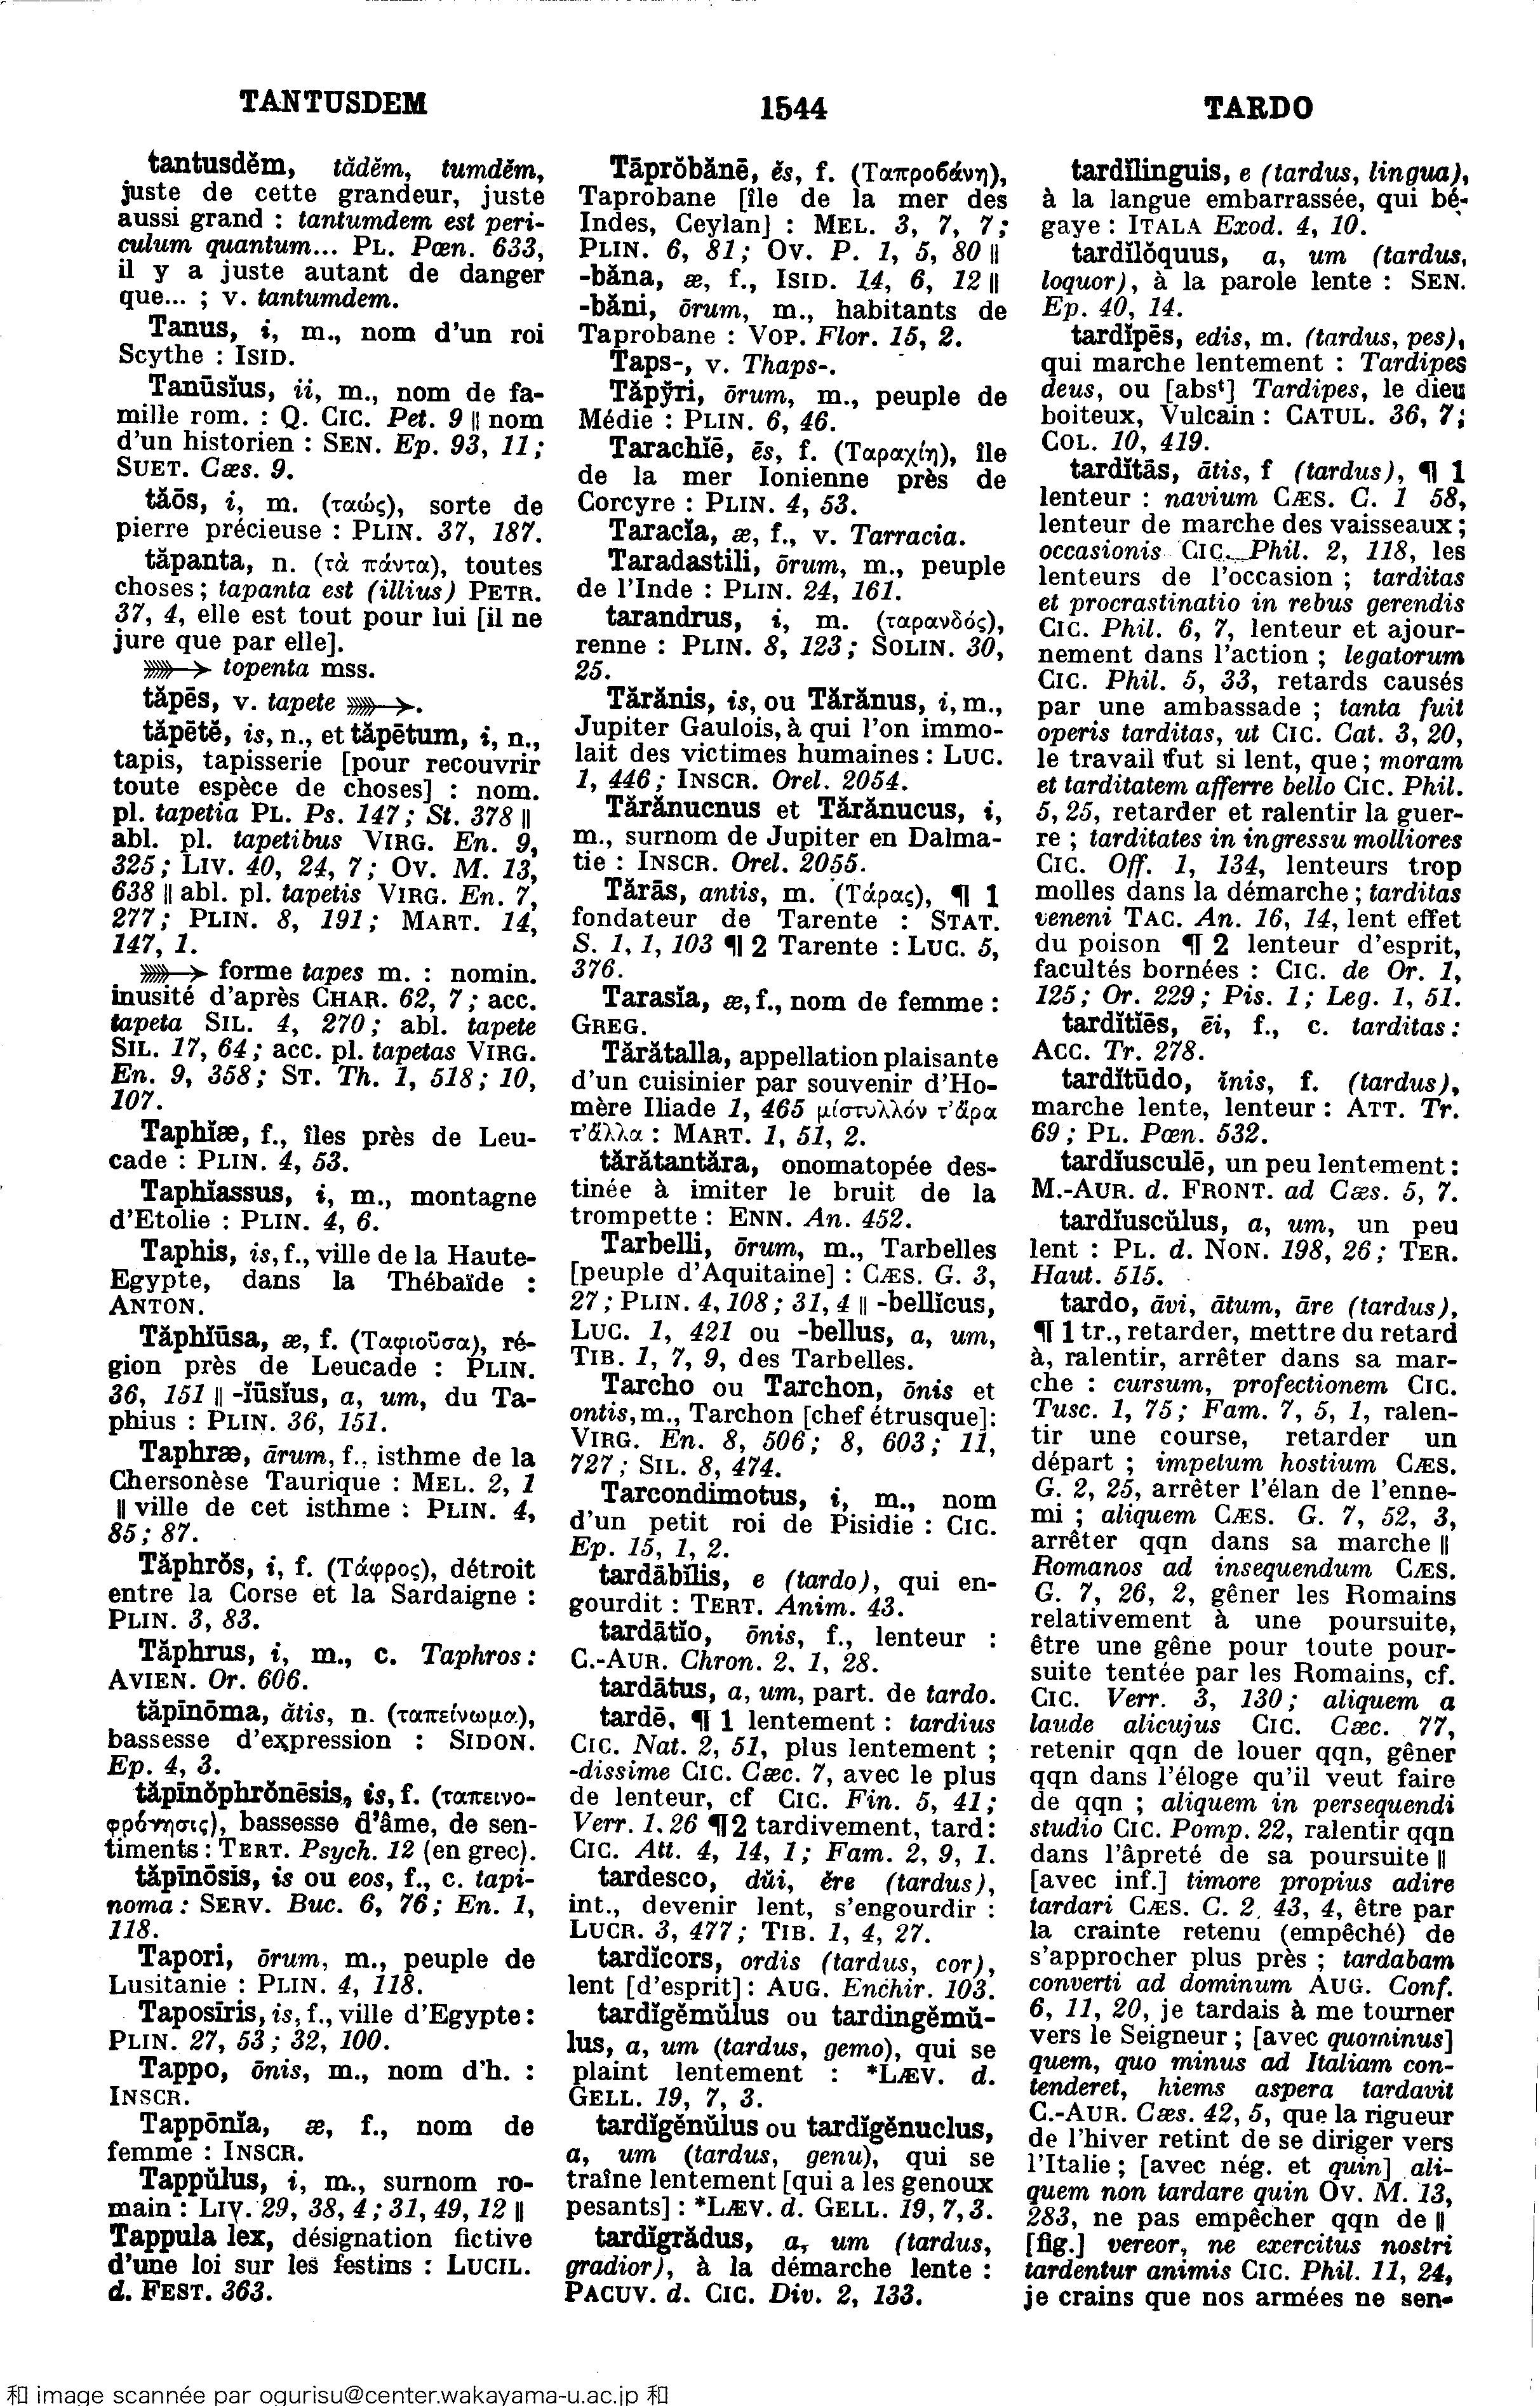 TANTUSDEM
1544
TARDO
tantusdĕm, tădĕm, tumdĕm,
juste de cette grandeur, juste
aussi grand : tantumdem est peri-
culum quantum... PL. Pœn. 633,
il y a juste autant de danger
que... ; v. tantumdem.
Tanus, i, m., nom d'un roi
Scythe : ISID.
Tanūsĭus, ii, m., nom de fa-
mille rom. : Q. CIC. Pet. 9 || nom
d'un historien : SEN. Ep. 93, 11;
SUET. Cæs. 9.
tăōs, i, m. (ταώς), sorte de
pierre précieuse : PLIN. 37, 187.
tăpanta, n. (τὰ πάντα), toutes
choses; tapanta est (illius) PETR.
37, 4, elle est tout pour lui [il ne
jure que par elle].
⟶ topenta mss.
tăpēs, v. tapete ⟶.
tăpētĕ, is, n., et tăpētum, i, n.,
tapis, tapisserie [pour recouvrir
toute espèce de choses] : nom.
pl. tapetia PL. Ps. 147; St. 378 ||
abl. pl. tapetibus VIRG. En. 9,
325; LIV. 40, 24, 7; OV. M. 13,
638 || abl. pl. tapetis VIRG. En. 7,
277; PLIN. 8, 191; MART. 14,
147, 1.
⟶ forme tapes m. : nomin.
inusité d'après CHAR. 62, 7; acc.
tapeta SIL. 4, 270; abl. tapete
SIL. 17, 64; acc. pl. tapetas VIRG.
En. 9, 358; ST. Th. 1, 518; 10,
107.
Taphĭæ, f., îles près de Leu-
cade : PLIN. 4, 53.
Taphĭassus, i, m., montagne
d'Etolie : PLIN. 4, 6.
Taphis, is, f., ville de la Haute-
Egypte, dans la Thébaïde :
ANTON.
Tăphĭūsa, æ, f. (Ταφιοῦσα), ré-
gion près de Leucade : PLIN.
36, 151 || -ĭūsĭus, a, um, du Ta-
phius : PLIN. 36, 151.
Taphræ, ārum, f., isthme de la
Chersonèse Taurique : MEL. 2, 1
|| ville de cet isthme : PLIN. 4,
85; 87.
Tăphrŏs, i, f. (Τάφρος), détroit
entre la Corse et la Sardaigne :
PLIN. 3, 83.
Tăphrus, i, m., c. Taphros :
AVIEN. Or. 606.
tăpīnōma, ătis, n. (ταπείνωμα),
bassesse d'expression : SIDON.
Ep. 4, 3.
tăpīnŏphrŏnēsis, is, f. (ταπεινο-
φρόνησις), bassesse d'âme, de sen-
timents : TERT. Psych. 12 (en grec).
tăpīnōsis, is ou eos, f., c. tapi-
noma : SERV. Buc. 6, 76; En. 1,
118.
Tapori, ōrum, m., peuple de
Lusitanie : PLIN. 4, 118.
Taposīris, is, f., ville d'Egypte :
PLIN. 27, 53; 32, 100.
Tappo, ōnis, m., nom d'h. :
INSCR.
Tappōnĭa, æ, f., nom de
femme : INSCR.
Tappŭlus, i, m., surnom ro-
main : LIV. 29, 38, 4; 31, 49, 12 ||
Tappula lex, désignation fictive
d'une loi sur les festins : LUCIL.
d. FEST. 363.
Tāprŏbănē, ĕs, f. (Ταπροβάνη),
Taprobane [île de la mer des
Indes, Ceylan] : MEL. 3, 7, 7;
PLIN. 6, 81; OV. P. 1, 5, 80 ||
-băna, æ, f., ISID. 14, 6, 12 ||
-băni, ōrum, m., habitants de
Taprobane : VOP. Flor. 15, 2.
Taps-, v. Thaps-.
Tăpўri, ōrum, m., peuple de
Médie : PLIN. 6, 46.
Tarachĭē, ēs, f. (Ταραχίη), île
de la mer Ionienne près de
Corcyre : PLIN. 4, 53.
Taracĭa, æ, f., v. Tarracia.
Taradastili, ōrum, m., peuple
de l'Inde : PLIN. 24, 161.
tarandrus, i, m. (ταρανδός),
renne : PLIN. 8, 123; SOLIN. 30,
25.
Tărănis, is, ou Tărănus, i, m.,
Jupiter Gaulois, à qui l'on immo-
lait des victimes humaines : LUC.
1, 446; INSCR. Orel. 2054.
Tărănucnus et Tărănucus, i,
m., surnom de Jupiter en Dalma-
tie : INSCR. Orel. 2055.
Tărās, antis, m. (Τάρας), ¶ 1
fondateur de Tarente : STAT.
S. 1, 1, 103 ¶ 2 Tarente : LUC. 5,
376.
Tarasĭa, æ, f., nom de femme :
GREG.
Tărătalla, appellation plaisante
d'un cuisinier par souvenir d'Ho-
mère Iliade 1, 465 μίστυλλόν τ'ἄρα
τ'ἄλλα : MART. 1, 51, 2.
tărătantăra, onomatopée des-
tinée à imiter le bruit de la
trompette : ENN. An. 452.
Tarbelli, ōrum, m., Tarbelles
[peuple d'Aquitaine] : CÆS. G. 3,
27; PLIN. 4, 108; 31, 4 || -bellĭcus,
LUC. 1, 421 ou -bellus, a, um,
TIB. 1, 7, 9, des Tarbelles.
Tarcho ou Tarchon, ōnis et
ontis, m., Tarchon [chef étrusque] :
VIRG. En. 8, 506; 8, 603; 11,
727; SIL. 8, 474.
Tarcondimotus, i, m., nom
d'un petit roi de Pisidie : CIC.
Ep. 15, 1, 2.
tardābĭlis, e (tardo), qui en-
gourdit : TERT. Anim. 43.
tardātĭo, ōnis, f., lenteur :
C.-AUR. Chron. 2, 1, 28.
tardātus, a, um, part. de tardo.
tardē, ¶ 1 lentement : tardius
CIC. Nat. 2, 51, plus lentement ;
-dissime CIC. Cæc. 7, avec le plus
de lenteur, cf CIC. Fin. 5, 41;
Verr. 1. 26 ¶ 2 tardivement, tard :
CIC. Att. 4, 14, 1; Fam. 2, 9, 1.
tardesco, dŭi, ĕre (tardus),
int., devenir lent, s'engourdir :
LUCR. 3, 477; TIB. 1, 4, 27.
tardĭcors, ordis (tardus, cor),
lent [d'esprit] : AUG. Enchir. 103.
tardĭgĕmŭlus ou tardingĕmŭ-
lus, a, um (tardus, gemo), qui se
plaint lentement : *LÆV. d.
GELL. 19, 7, 3.
tardĭgĕnŭlus ou tardĭgĕnuclus,
a, um (tardus, genu), qui se
traîne lentement [qui a les genoux
pesants] : *LÆV. d. GELL. 19, 7, 3.
tardĭgrădus, a, um (tardus,
gradior), à la démarche lente :
PACUV. d. CIC. Div. 2, 133.
tardĭlinguis, e (tardus, lingua),
à la langue embarrassée, qui bé-
gaye : ITALA Exod. 4, 10.
tardĭlŏquus, a, um (tardus,
loquor), à la parole lente : SEN.
Ep. 40, 14.
tardĭpēs, edis, m. (tardus, pes),
qui marche lentement : Tardipes
deus, ou [absᵗ] Tardipes, le dieu
boiteux, Vulcain : CATUL. 36, 7;
COL. 10, 419.
tardĭtās, ātis, f (tardus), ¶ 1
lenteur : navium CÆS. C. 1 58,
lenteur de marche des vaisseaux ;
occasionis CIC. Phil. 2, 118, les
lenteurs de l'occasion ; tarditas
et procrastinatio in rebus gerendis
CIC. Phil. 6, 7, lenteur et ajour-
nement dans l'action ; legatorum
CIC. Phil. 5, 33, retards causés
par une ambassade ; tanta fuit
operis tarditas, ut CIC. Cat. 3, 20,
le travail fut si lent, que ; moram
et tarditatem afferre bello CIC. Phil.
5, 25, retarder et ralentir la guer-
re ; tarditates in ingressu molliores
CIC. Off. 1, 134, lenteurs trop
molles dans la démarche ; tarditas
veneni TAC. An. 16, 14, lent effet
du poison ¶ 2 lenteur d'esprit,
facultés bornées : CIC. de Or. 1,
125; Or. 229; Pis. 1; Leg. 1, 51.
tardĭtĭēs, ēi, f., c. tarditas :
ACC. Tr. 278.
tardĭtūdo, ĭnis, f. (tardus),
marche lente, lenteur : ATT. Tr.
69; PL. Pœn. 532.
tardĭusculē, un peu lentement :
M.-AUR. d. FRONT. ad Cæs. 5, 7.
tardĭuscŭlus, a, um, un peu
lent : PL. d. NON. 198, 26; TER.
Haut. 515.
tardo, āvi, ātum, āre (tardus),
¶ 1 tr., retarder, mettre du retard
à, ralentir, arrêter dans sa mar-
che : cursum, profectionem CIC.
Tusc. 1, 75; Fam. 7, 5, 1, ralen-
tir une course, retarder un
départ ; impetum hostium CÆS.
G. 2, 25, arrêter l'élan de l'enne-
mi ; aliquem CÆS. G. 7, 52, 3,
arrêter qqn dans sa marche ||
Romanos ad insequendum CÆS.
G. 7, 26, 2, gêner les Romains
relativement à une poursuite,
être une gêne pour toute pour-
suite tentée par les Romains, cf.
CIC. Verr. 3, 130; aliquem a
laude alicujus CIC. Cæc. 77,
retenir qqn de louer qqn, gêner
qqn dans l'éloge qu'il veut faire
de qqn ; aliquem in persequendi
studio CIC. Pomp. 22, ralentir qqn
dans l'âpreté de sa poursuite ||
[avec inf.] timore propius adire
tardari CÆS. C. 2, 43, 4, être par
la crainte retenu (empêché) de
s'approcher plus près ; tardabam
converti ad dominum AUG. Conf.
6, 11, 20, je tardais à me tourner
vers le Seigneur ; [avec quominus]
quem, quo minus ad Italiam con-
tenderet, hiems aspera tardavit
C.-AUR. Cæs. 42, 5, que la rigueur
de l'hiver retint de se diriger vers
l'Italie ; [avec nég. et quin] ali-
quem non tardare quin OV. M. 13,
283, ne pas empêcher qqn de ||
[fig.] vereor, ne exercitus nostri
tardentur animis CIC. Phil. 11, 24,
je crains que nos armées ne sen-
和 image scannée par ogurisu@center.wakayama-u.ac.jp 和